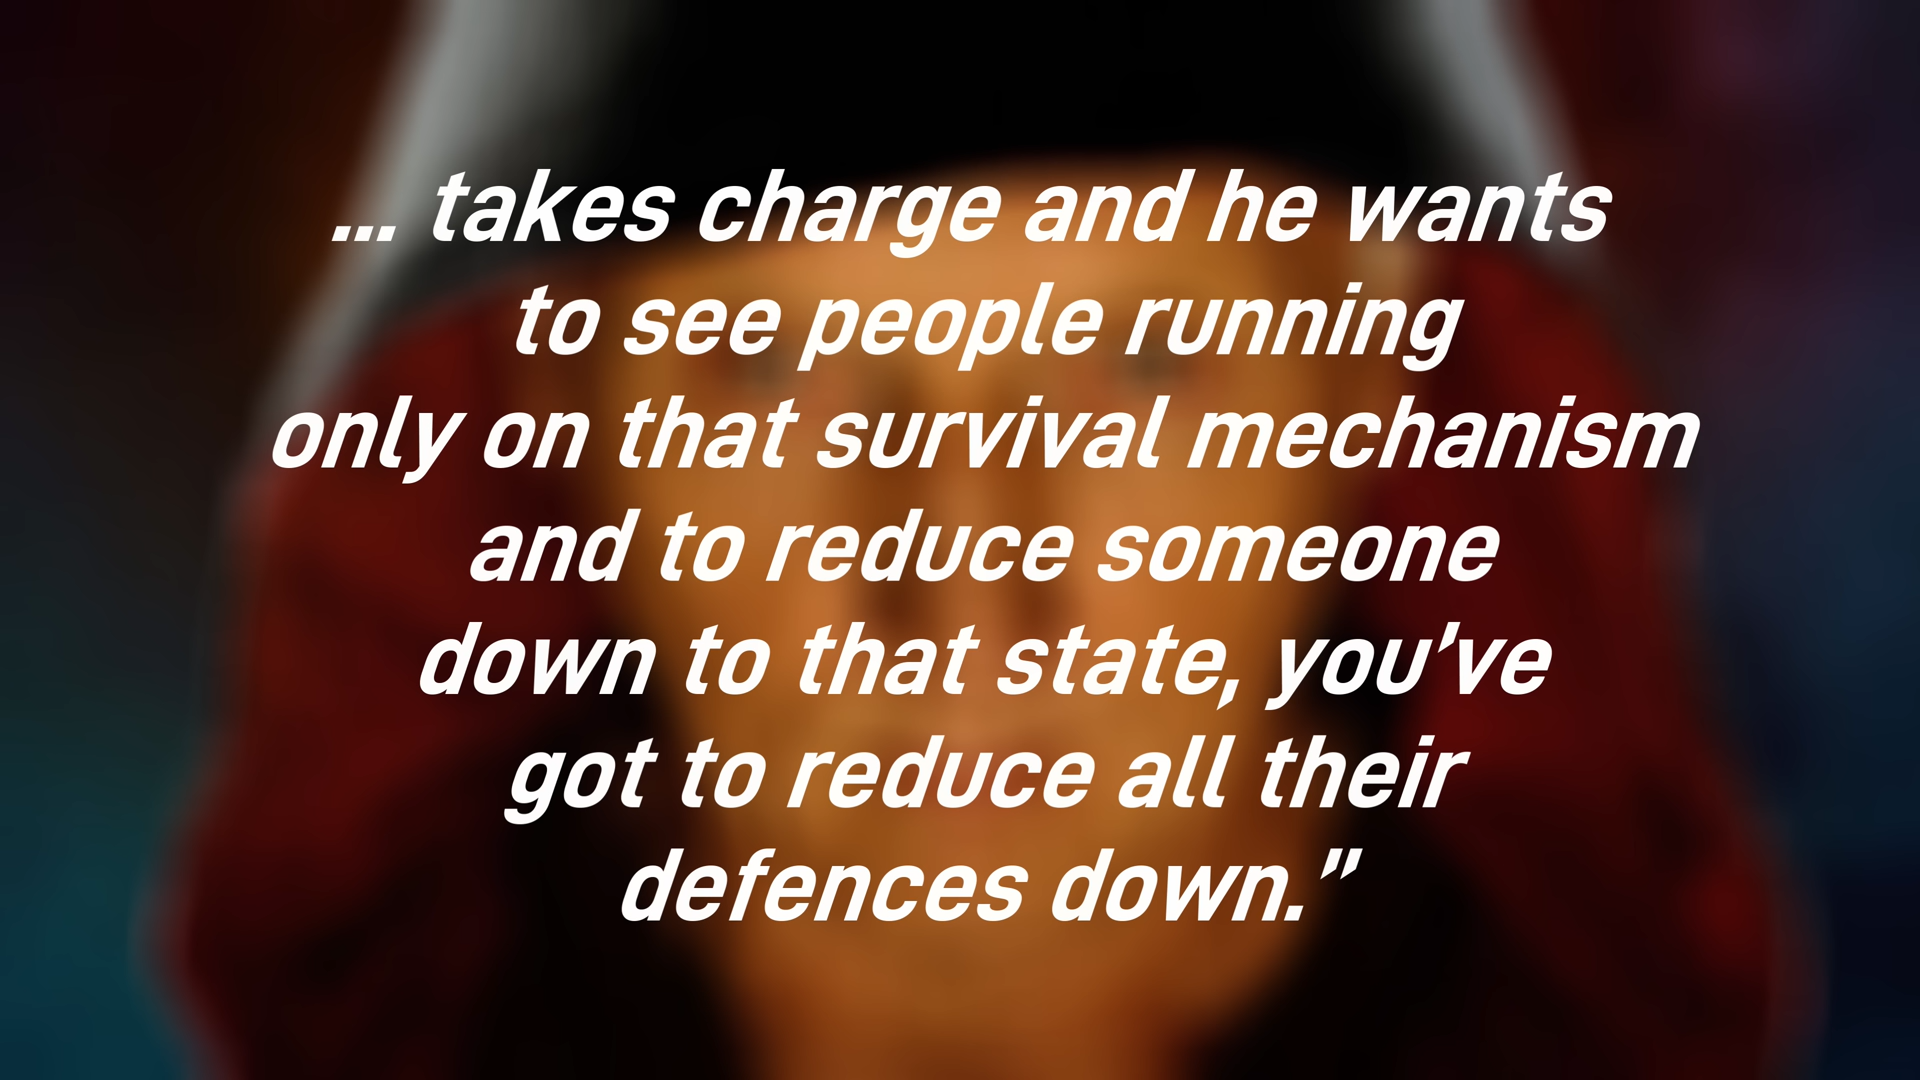 ... takes charge and he wants
to see people running
only on that survival mechanism
and to reduce someone
down to that state, you’ve
got to reduce all their
defences down.”